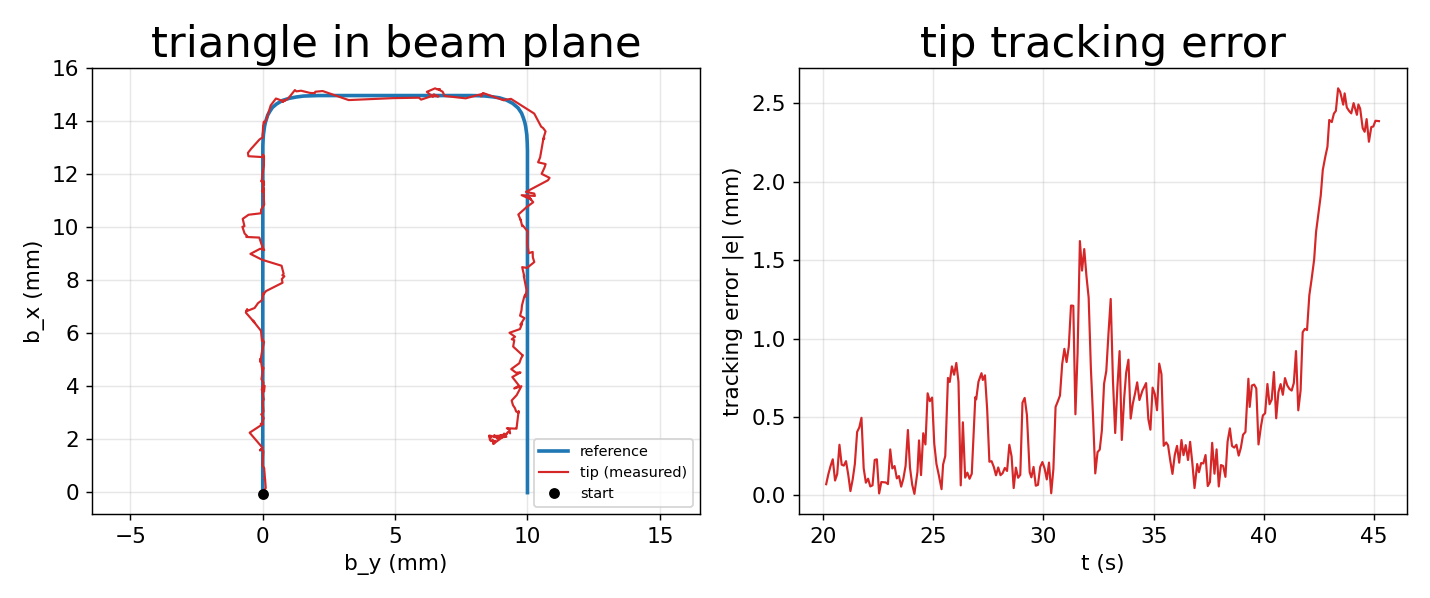 triangle in beam plane
16
14
12
10
8
6
4
2
0
b_x (mm)
−5
0
5
10
15
b_y (mm)
reference
tip (measured)
start
tip tracking error
2.5
2.0
1.5
1.0
0.5
0.0
tracking error |e| (mm)
20
25
30
35
40
45
t (s)